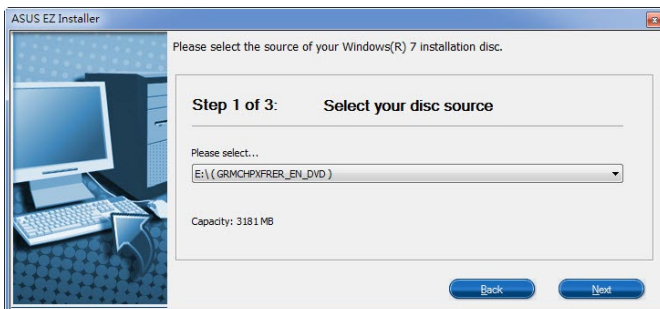 ASUS EZ Installer
Please select the source of your Windows(R) 7 installation disc.
Step 1 of 3: Select your disc source
Please select...
E:\ ( GRMCHPXFRER_EN_DVD )
Capacity: 3181 MB
Back Next